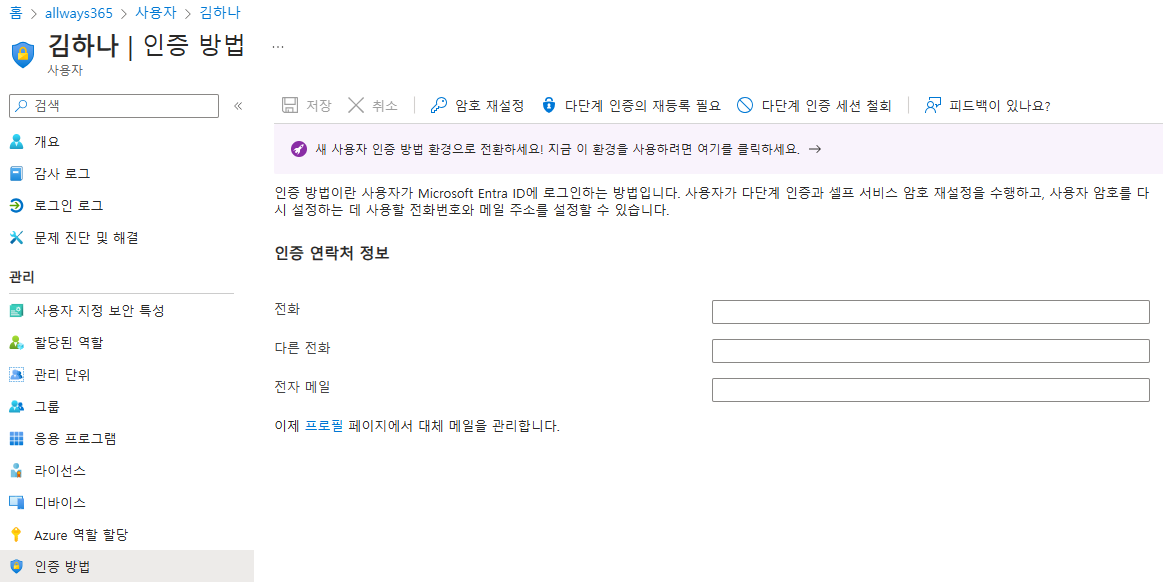 홈 > allways365 > 사용자 > 김하나
김하나 | 인증 방법 ...
사용자
검색 «
개요
감사 로그
로그인 로그
문제 진단 및 해결
관리
사용자 지정 보안 특성
할당된 역할
관리 단위
그룹
응용 프로그램
라이선스
디바이스
Azure 역할 할당
인증 방법
저장 취소 | 암호 재설정 다단계 인증의 재등록 필요 다단계 인증 세션 철회 | 피드백이 있나요?
새 사용자 인증 방법 환경으로 전환하세요! 지금 이 환경을 사용하려면 여기를 클릭하세요. →
인증 방법이란 사용자가 Microsoft Entra ID에 로그인하는 방법입니다. 사용자가 다단계 인증과 셀프 서비스 암호 재설정을 수행하고, 사용자 암호를 다
시 설정하는 데 사용할 전화번호와 메일 주소를 설정할 수 있습니다.
인증 연락처 정보
전화
다른 전화
전자 메일
이제 프로필 페이지에서 대체 메일을 관리합니다.